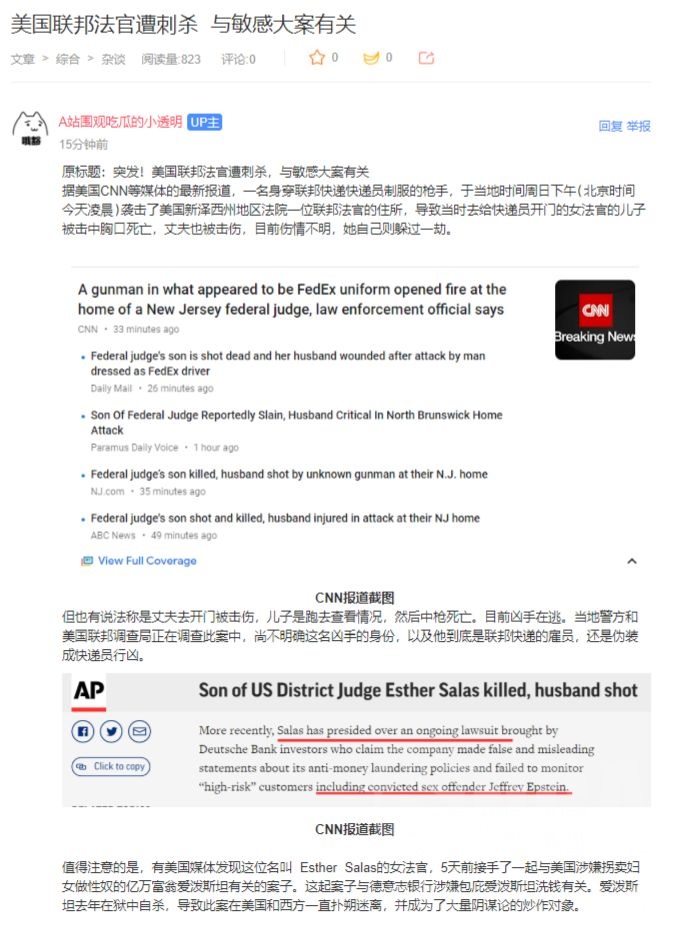 美国联邦法官遭刺杀 与敏感大案有关
文章 > 综合 > 杂谈 阅读量:823 评论:0 0 0
A站围观吃瓜的小透明 UP主
回复 举报
15分钟前
原标题：突发！美国联邦法官遭刺杀，与敏感大案有关
据美国CNN等媒体的最新报道，一名身穿联邦快递快递员制服的枪手，于当地时间周日下午(北京时间
今天凌晨)袭击了美国新泽西州地区法院一位联邦法官的住所，导致当时去给快递员开门的女法官的儿子
被击中胸口死亡，丈夫也被击伤，目前伤情不明，她自己则躲过一劫。
A gunman in what appeared to be FedEx uniform opened fire at the
home of a New Jersey federal judge, law enforcement official says
CNN • 33 minutes ago
CNN
Breaking News
• Federal judge's son is shot dead and her husband wounded after attack by man
dressed as FedEx driver
Daily Mail • 26 minutes ago
• Son Of Federal Judge Reportedly Slain, Husband Critical In North Brunswick Home
Attack
Paramus Daily Voice • 1 hour ago
• Federal judge's son killed, husband shot by unknown gunman at their N.J. home
NJ.com • 35 minutes ago
• Federal judge's son shot and killed, husband injured in attack at their NJ home
ABC News • 49 minutes ago
View Full Coverage
CNN报道截图
但也有说法称是丈夫去开门被击伤，儿子是跑去查看情况，然后中枪死亡。目前凶手在逃。当地警方和
美国联邦调查局正在调查此案中，尚不明确这名凶手的身份，以及他到底是联邦快递的雇员，还是伪装
成快递员行凶。
AP
Son of US District Judge Esther Salas killed, husband shot
Click to copy
More recently, Salas has presided over an ongoing lawsuit brought by
Deutsche Bank investors who claim the company made false and misleading
statements about its anti-money laundering policies and failed to monitor
“high-risk” customers including convicted sex offender Jeffrey Epstein.
CNN报道截图
值得注意的是，有美国媒体发现这位名叫 Esther Salas的女法官，5天前接手了一起与美国涉嫌拐卖妇
女做性奴的亿万富翁爱泼斯坦有关的案子。这起案子与德意志银行涉嫌包庇爱泼斯坦洗钱有关。爱泼斯
坦去年在狱中自杀，导致此案在美国和西方一直扑朔迷离，并成为了大量阴谋论的炒作对象。